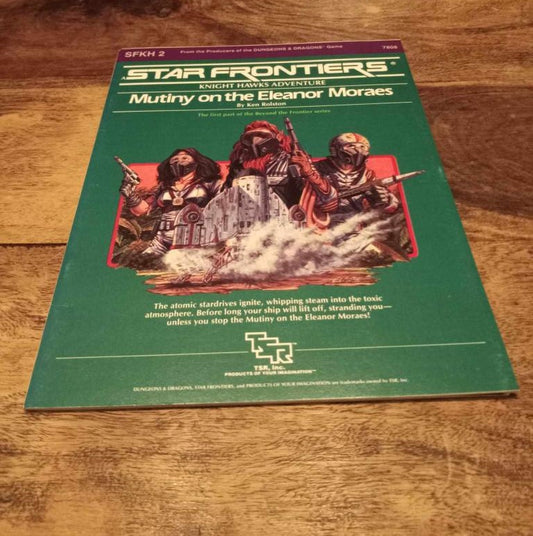 SFKH 2 From the Producers of the DUNGEONS & DRAGONS® Game 7808
A STAR FRONTIERS®
KNIGHT HAWKS ADVENTURE
Mutiny on the Eleanor Moraes
By Ken Rolston
The first part of the Beyond the Frontier series
The atomic stardrives ignite, whipping steam into the toxic
atmosphere. Before long your ship will lift off, stranding you—
unless you stop the Mutiny on the Eleanor Moraes!
TSR
TSR, Inc.
PRODUCTS OF YOUR IMAGINATION™
DUNGEONS & DRAGONS, STAR FRONTIERS, and PRODUCTS OF YOUR IMAGINATION are trademarks owned by TSR, Inc.